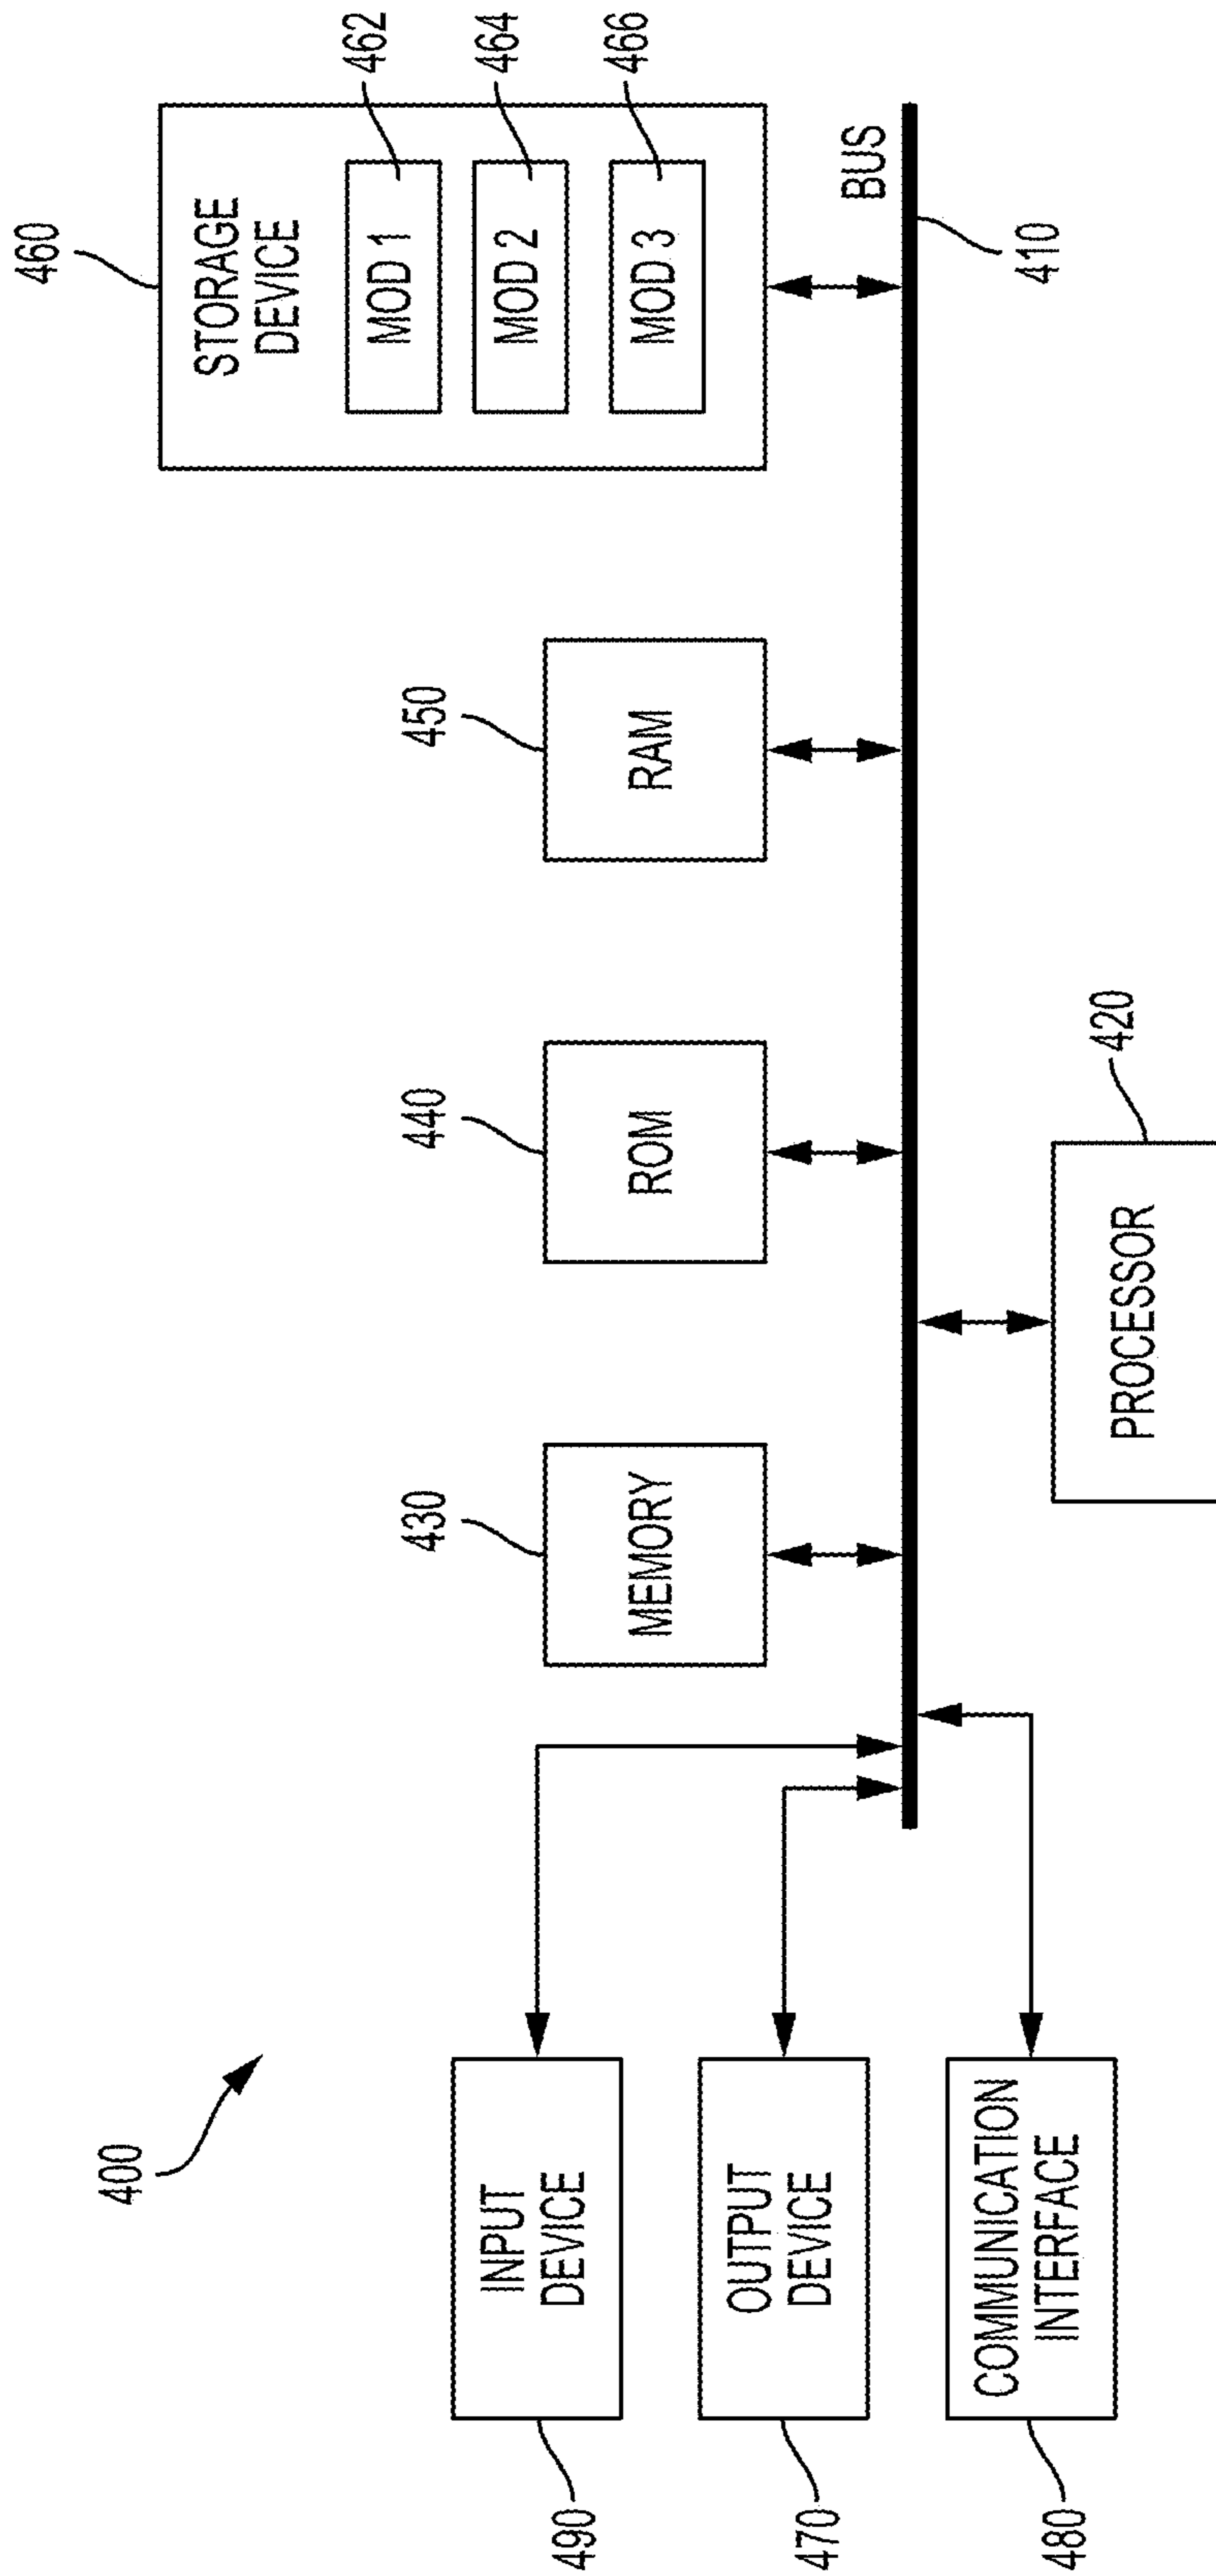 400
490
INPUT
DEVICE
470
OUTPUT
DEVICE
480
COMMUNICATION
INTERFACE
430
MEMORY
440
ROM
450
RAM
460
STORAGE
DEVICE
MOD 1
462
MOD 2
464
MOD 3
466
BUS
410
420
PROCESSOR